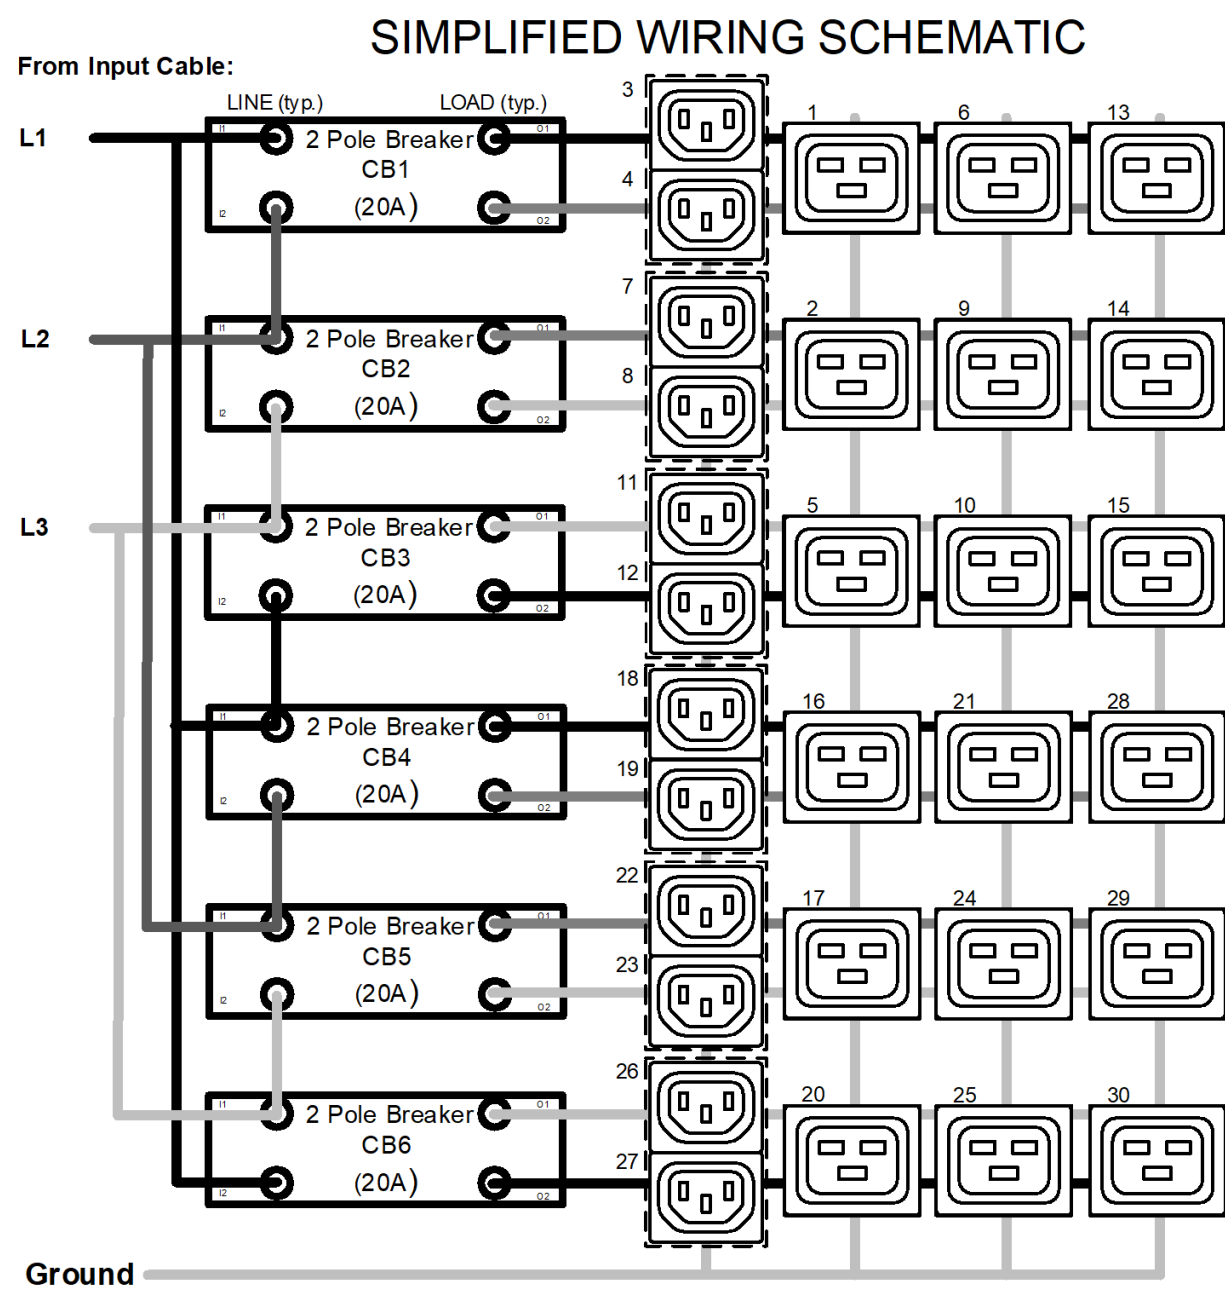 SIMPLIFIED WIRING SCHEMATIC
From Input Cable:
LINE (typ.) LOAD (typ.)
3
1 6 13
L1
I1 2 Pole Breaker O1
CB1
4
I2 (20A) O2
7
2 9 14
L2
I1 2 Pole Breaker O1
CB2
8
I2 (20A) O2
11
5 10 15
L3
I1 2 Pole Breaker O1
CB3
12
I2 (20A) O2
18
16 21 28
I1 2 Pole Breaker O1
CB4
19
I2 (20A) O2
22
17 24 29
I1 2 Pole Breaker O1
CB5
23
I2 (20A) O2
26
20 25 30
I1 2 Pole Breaker O1
CB6
27
I2 (20A) O2
Ground